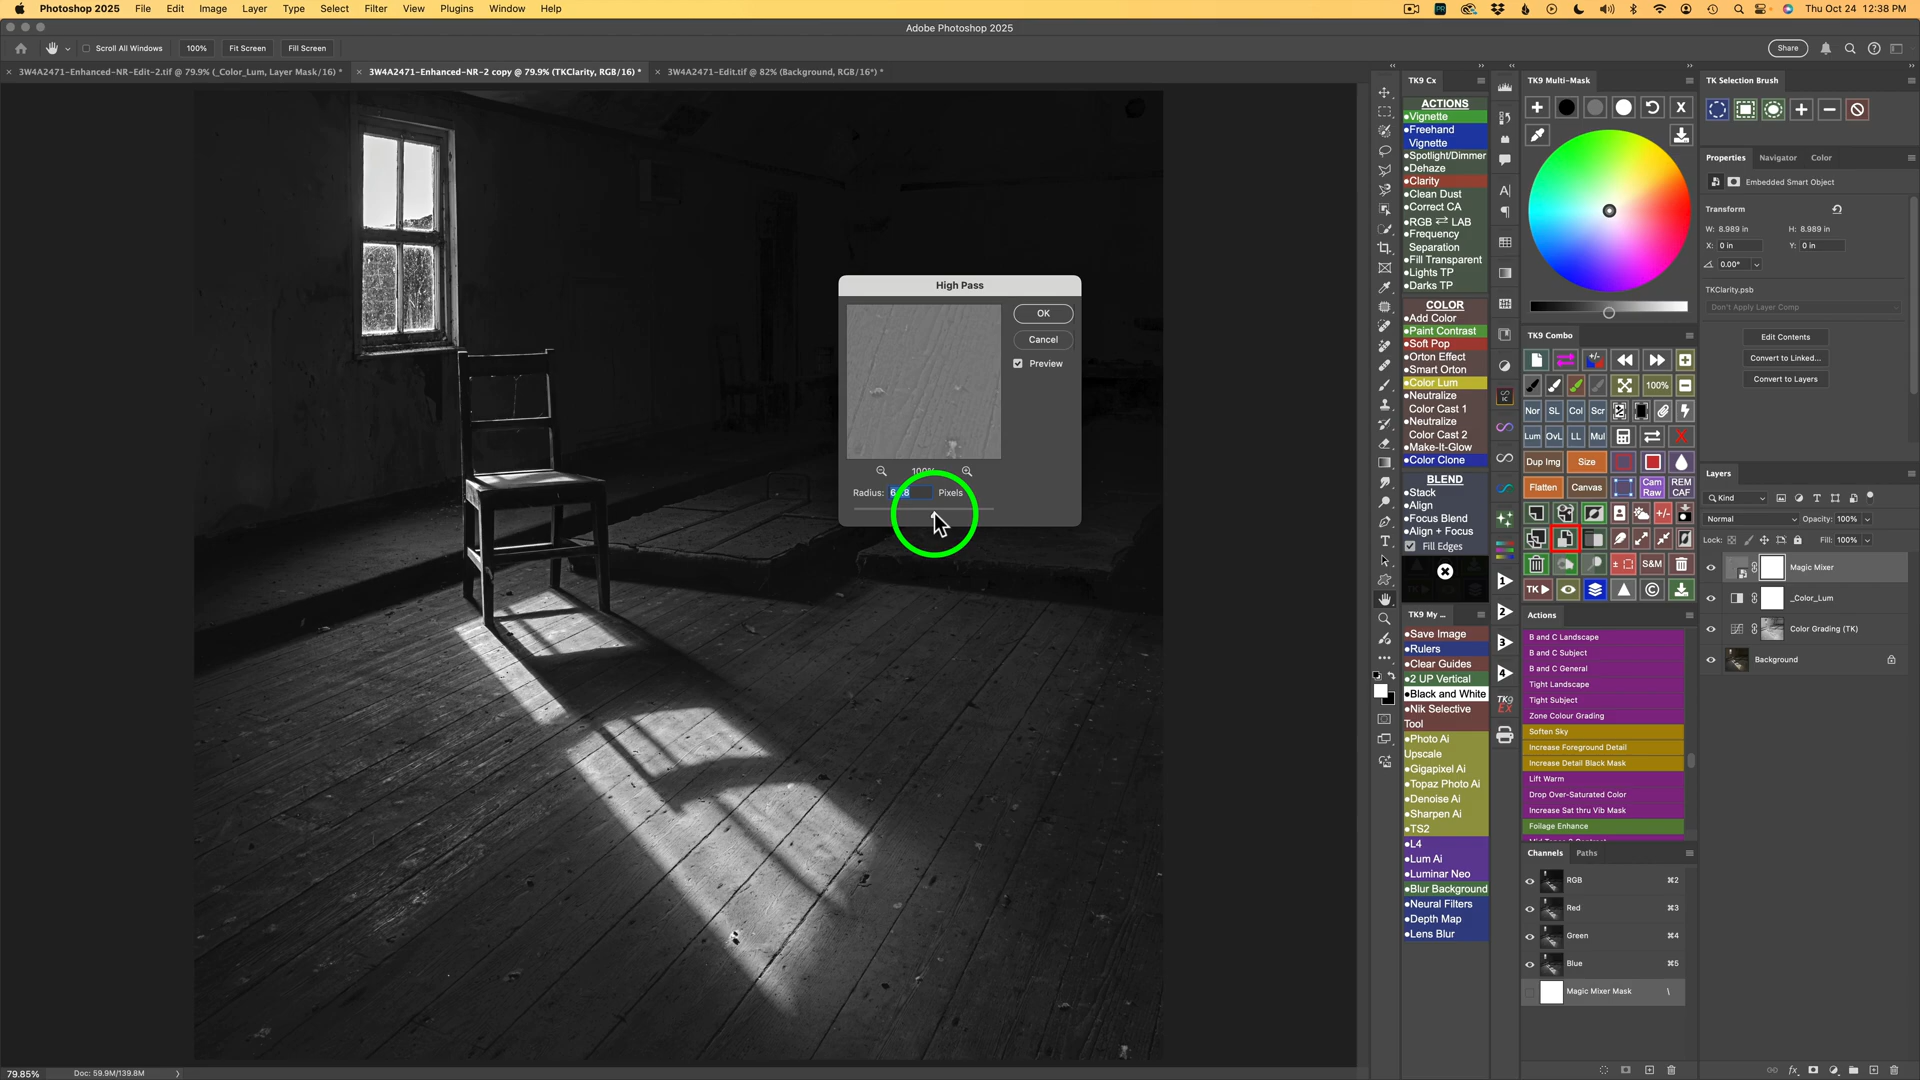 Photoshop 2025 File Edit Image Layer Type Select Filter View Plugins Window Help
Thu Oct 24 12:38 PM
Adobe Photoshop 2025
Scroll All Windows 100% Fit Screen Fill Screen
Share
3W4A2471-Enhanced-NR-Edit-2.tif @ 79.9% (_Color_Lum, Layer Mask/16) *
3W4A2471-Enhanced-NR-2 copy @ 79.9% (TKClarity, RGB/16) *
3W4A2471-Edit.tif @ 82% (Background, RGB/16*) *
High Pass
OK
Cancel
Preview
100%
Radius:
Pixels
TK9 Cx
ACTIONS
•Vignette
•Freehand
Vignette
•Spotlight/Dimmer
•Dehaze
•Clarity
•Clean Dust
•Correct CA
•RGB ⇄ LAB
•Frequency
Separation
•Fill Transparent
•Lights TP
•Darks TP
COLOR
•Add Color
•Paint Contrast
•Soft Pop
•Orton Effect
•Smart Orton
•Color Lum
•Neutralize
Color Cast 1
•Neutralize
Color Cast 2
•Make-It-Glow
•Color Clone
BLEND
•Stack
•Align
•Focus Blend
•Align + Focus
Fill Edges
TK9 My ...
•Save Image
•Rulers
•Clear Guides
•2 UP Vertical
•Black and White
•Nik Selective
Tool
•Photo Ai
Upscale
•Gigapixel Ai
•Topaz Photo Ai
•Denoise Ai
•Sharpen Ai
•TS2
•L4
•Lum Ai
•Luminar Neo
•Blur Background
•Neural Filters
•Depth Map
•Lens Blur
1
2
3
4
TK9
EX
TK9 Multi-Mask
X
TK9 Combo
100%
Nor SL Col Scr
Lum OvL LL Mul
Dup Img Size
Flatten Canvas Cam Raw REM CAF
S&M
TK
Actions
B and C Landscape
B and C Subject
B and C General
Tight Landscape
Tight Subject
Zone Colour Grading
Soften Sky
Increase Foreground Detail
Increase Detail Black Mask
Lift Warm
Drop Over-Saturated Color
Increase Sat thru Vib Mask
Foliage Enhance
Channels Paths
RGB ⌘2
Red ⌘3
Green ⌘4
Blue ⌘5
Magic Mixer Mask \
TK Selection Brush
Properties Navigator Color
Embedded Smart Object
Transform
W: 8.989 in H: 8.989 in
X: 0 in Y: 0 in
0.00°
TKClarity.psb
Don't Apply Layer Comp
Edit Contents
Convert to Linked...
Convert to Layers
Layers
Kind
Normal Opacity: 100%
Lock: Fill: 100%
Magic Mixer
_Color_Lum
Color Grading (TK)
Background
79.85% Doc: 59.9M/139.8M